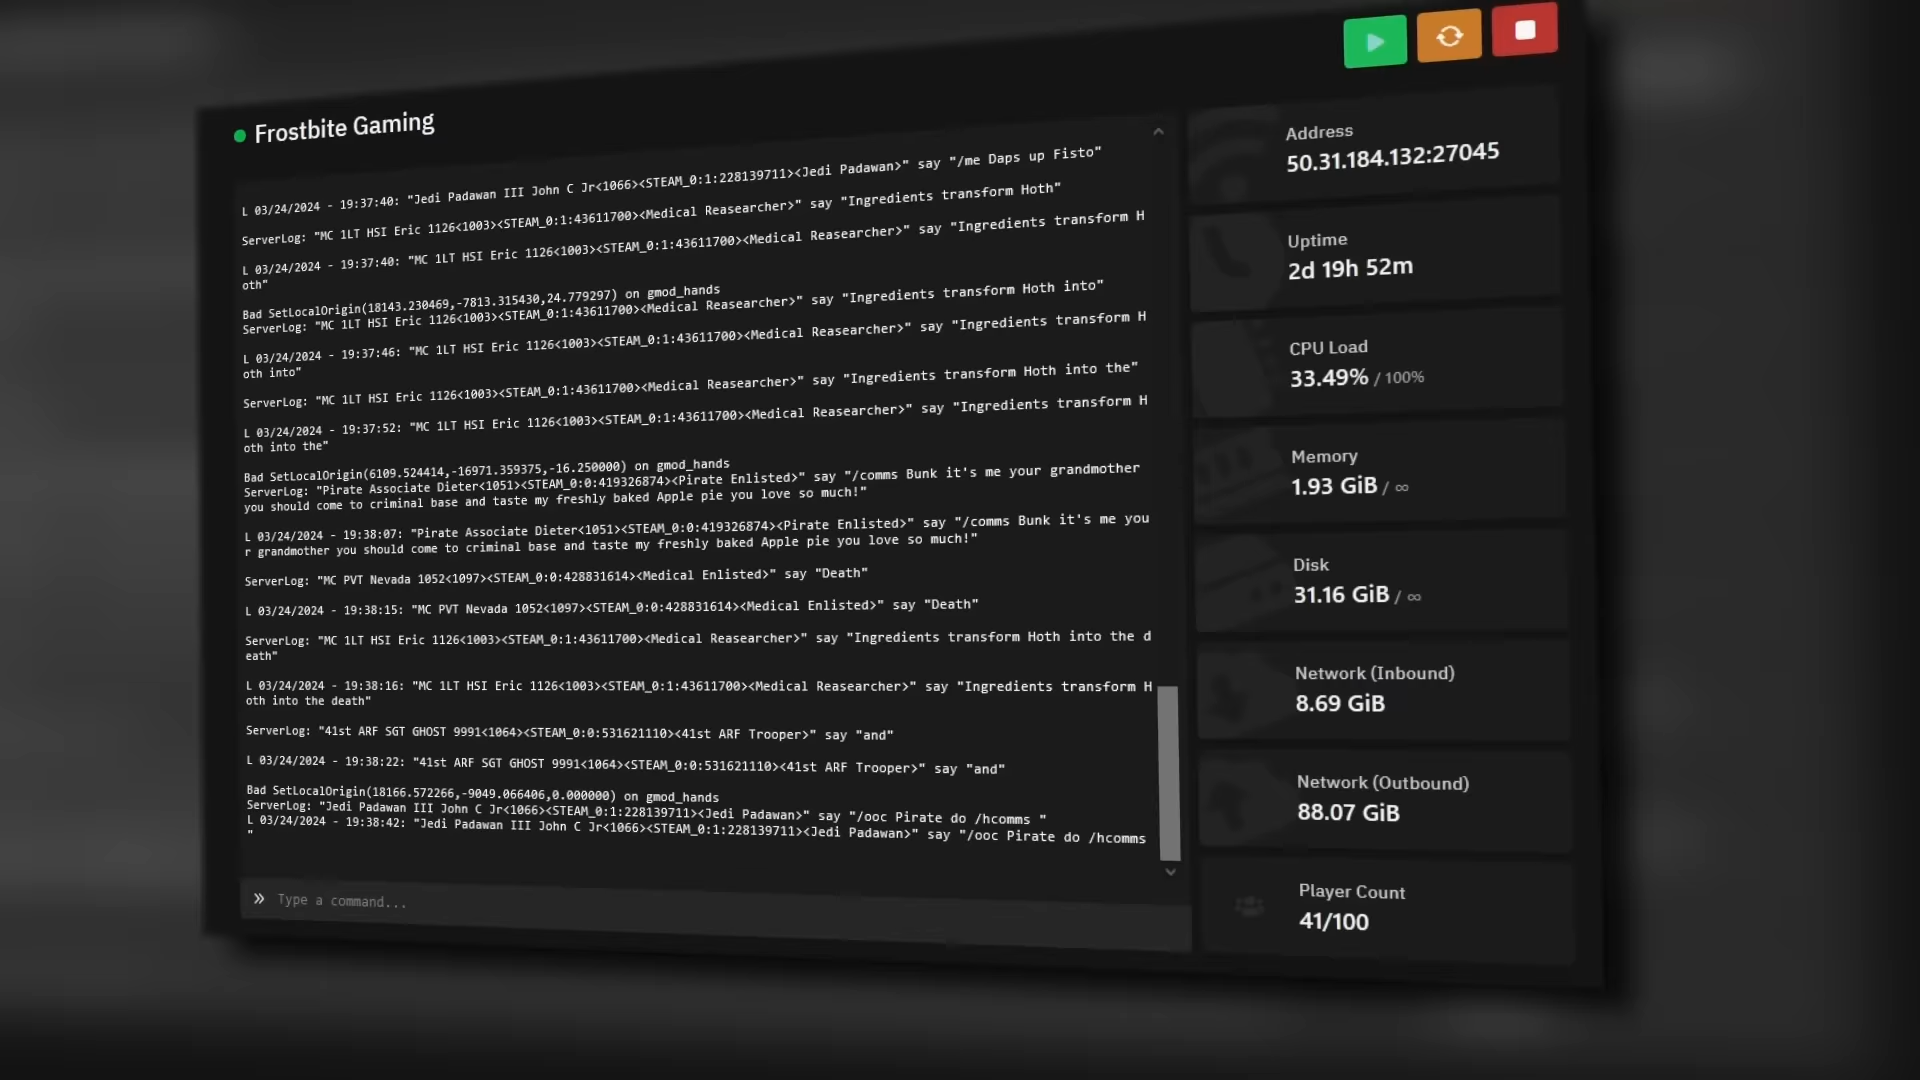 Frostbite Gaming
L 03/24/2024 - 19:37:40: "Jedi Padawan III John C Jr<1066><STEAM_0:1:228139711><Jedi Padawan>" say "/me Daps up Fisto"
ServerLog: "MC 1LT HSI Eric 1126<1003><STEAM_0:1:43611700><Medical Reasearcher>" say "Ingredients transform Hoth"
L 03/24/2024 - 19:37:40: "MC 1LT HSI Eric 1126<1003><STEAM_0:1:43611700><Medical Reasearcher>" say "Ingredients transform H
oth"
Bad SetLocalOrigin(18143.230469,-7813.315430,24.779297) on gmod_hands
ServerLog: "MC 1LT HSI Eric 1126<1003><STEAM_0:1:43611700><Medical Reasearcher>" say "Ingredients transform Hoth into"
L 03/24/2024 - 19:37:46: "MC 1LT HSI Eric 1126<1003><STEAM_0:1:43611700><Medical Reasearcher>" say "Ingredients transform H
oth into"
ServerLog: "MC 1LT HSI Eric 1126<1003><STEAM_0:1:43611700><Medical Reasearcher>" say "Ingredients transform Hoth into the"
L 03/24/2024 - 19:37:52: "MC 1LT HSI Eric 1126<1003><STEAM_0:1:43611700><Medical Reasearcher>" say "Ingredients transform H
oth into the"
Bad SetLocalOrigin(6109.524414,-16971.359375,-16.250000) on gmod_hands
ServerLog: "Pirate Associate Dieter<1051><STEAM_0:0:419326874><Pirate Enlisted>" say "/comms Bunk it's me your grandmother
you should come to criminal base and taste my freshly baked Apple pie you love so much!"
L 03/24/2024 - 19:38:07: "Pirate Associate Dieter<1051><STEAM_0:0:419326874><Pirate Enlisted>" say "/comms Bunk it's me you
r grandmother you should come to criminal base and taste my freshly baked Apple pie you love so much!"
ServerLog: "MC PVT Nevada 1052<1097><STEAM_0:0:428831614><Medical Enlisted>" say "Death"
L 03/24/2024 - 19:38:15: "MC PVT Nevada 1052<1097><STEAM_0:0:428831614><Medical Enlisted>" say "Death"
ServerLog: "MC 1LT HSI Eric 1126<1003><STEAM_0:1:43611700><Medical Reasearcher>" say "Ingredients transform Hoth into the d
eath"
L 03/24/2024 - 19:38:16: "MC 1LT HSI Eric 1126<1003><STEAM_0:1:43611700><Medical Reasearcher>" say "Ingredients transform H
oth into the death"
ServerLog: "41st ARF SGT GHOST 9991<1064><STEAM_0:0:531621110><41st ARF Trooper>" say "and"
L 03/24/2024 - 19:38:22: "41st ARF SGT GHOST 9991<1064><STEAM_0:0:531621110><41st ARF Trooper>" say "and"
Bad SetLocalOrigin(18166.572266,-9049.066406,0.000000) on gmod_hands
ServerLog: "Jedi Padawan III John C Jr<1066><STEAM_0:1:228139711><Jedi Padawan>" say "/ooc Pirate do /hcomms "
L 03/24/2024 - 19:38:42: "Jedi Padawan III John C Jr<1066><STEAM_0:1:228139711><Jedi Padawan>" say "/ooc Pirate do /hcomms
"
» Type a command...
Address
50.31.184.132:27045
Uptime
2d 19h 52m
CPU Load
33.49% / 100%
Memory
1.93 GiB / ∞
Disk
31.16 GiB / ∞
Network (Inbound)
8.69 GiB
Network (Outbound)
88.07 GiB
Player Count
41/100